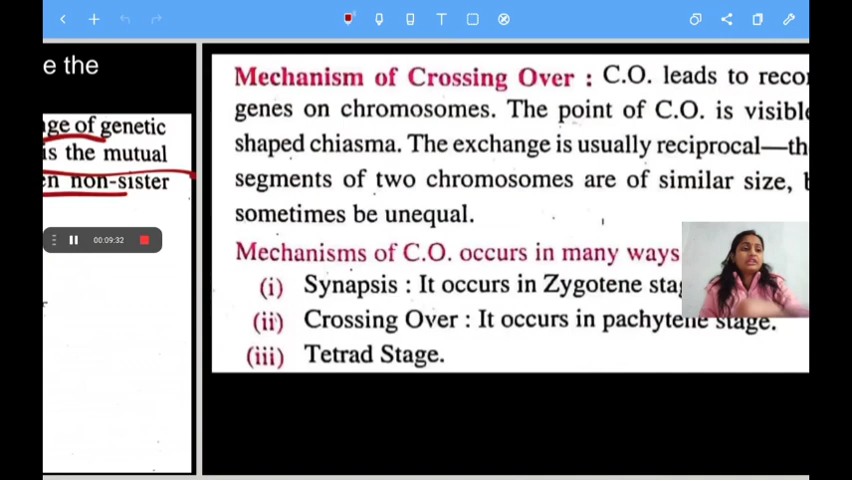 e the
ge of genetic
is the mutual
en non-sister
00:09:32
Mechanism of Crossing Over : C.O. leads to reco
genes on chromosomes. The point of C.O. is visibl
shaped chiasma. The exchange is usually reciprocal—th
segments of two chromosomes are of similar size, b
sometimes be unequal.
Mechanisms of C.O. occurs in many ways
(i) Synapsis : It occurs in Zygotene sta
(ii) Crossing Over : It occurs in pachytene stage.
(iii) Tetrad Stage.
T